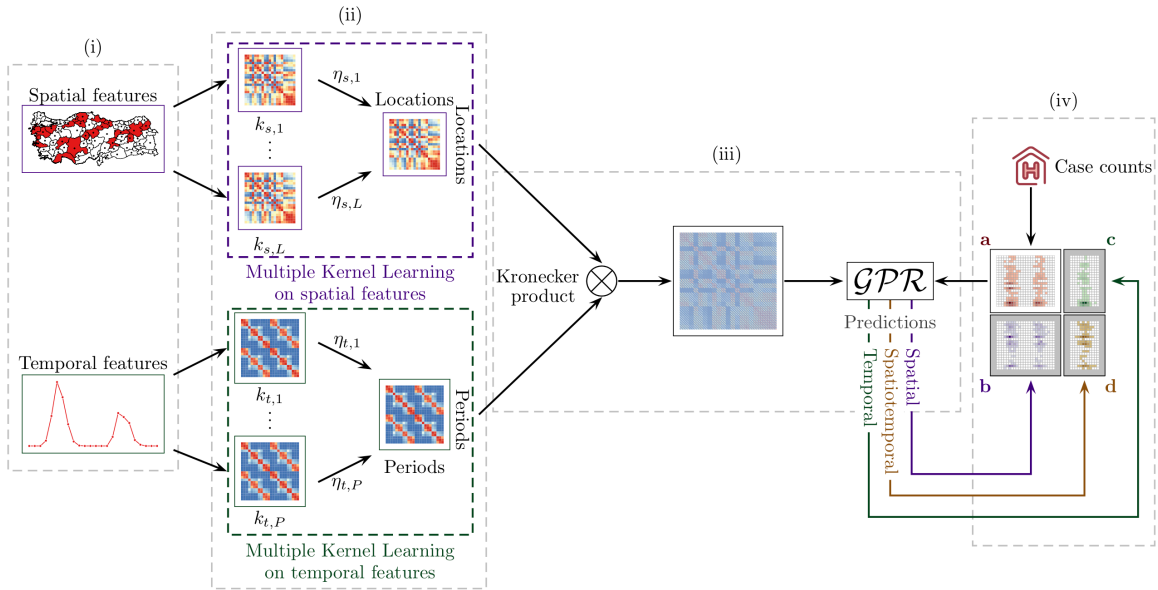 (i)
Spatial features
Temporal features
(ii)
k_{s,1}
η_{s,1}
⋮
k_{s,L}
η_{s,L}
Locations
Locations
Multiple Kernel Learning
on spatial features
k_{t,1}
η_{t,1}
⋮
k_{t,P}
η_{t,P}
Periods
Periods
Multiple Kernel Learning
on temporal features
Kronecker
product
(iii)
GPR
Predictions
Temporal
Spatiotemporal
Spatial
(iv)
H
Case counts
a
c
b
d